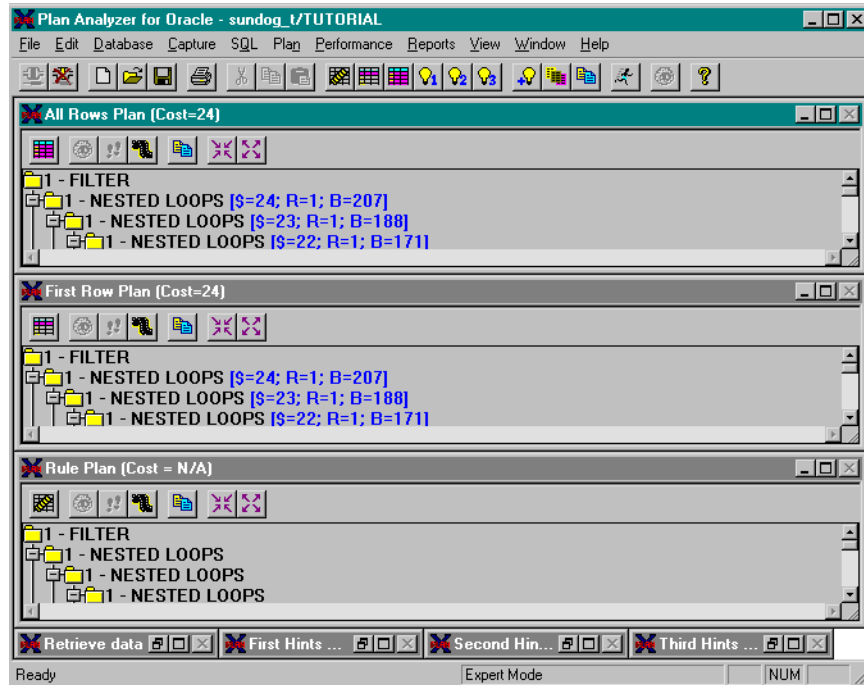 Plan Analyzer for Oracle - sundog_t/TUTORIAL
File Edit Database Capture SQL Plan Performance Reports View Window Help
1 2 3 ?
All Rows Plan (Cost=24)
1 - FILTER
1 - NESTED LOOPS [$=24; R=1; B=207]
1 - NESTED LOOPS [$=23; R=1; B=188]
1 - NESTED LOOPS [$=22; R=1; B=171]
First Row Plan (Cost=24)
1 - FILTER
1 - NESTED LOOPS [$=24; R=1; B=207]
1 - NESTED LOOPS [$=23; R=1; B=188]
1 - NESTED LOOPS [$=22; R=1; B=171]
Rule Plan (Cost = N/A)
1 - FILTER
1 - NESTED LOOPS
1 - NESTED LOOPS
1 - NESTED LOOPS
Retrieve data First Hints ... Second Hin... Third Hints ...
Ready Expert Mode NUM